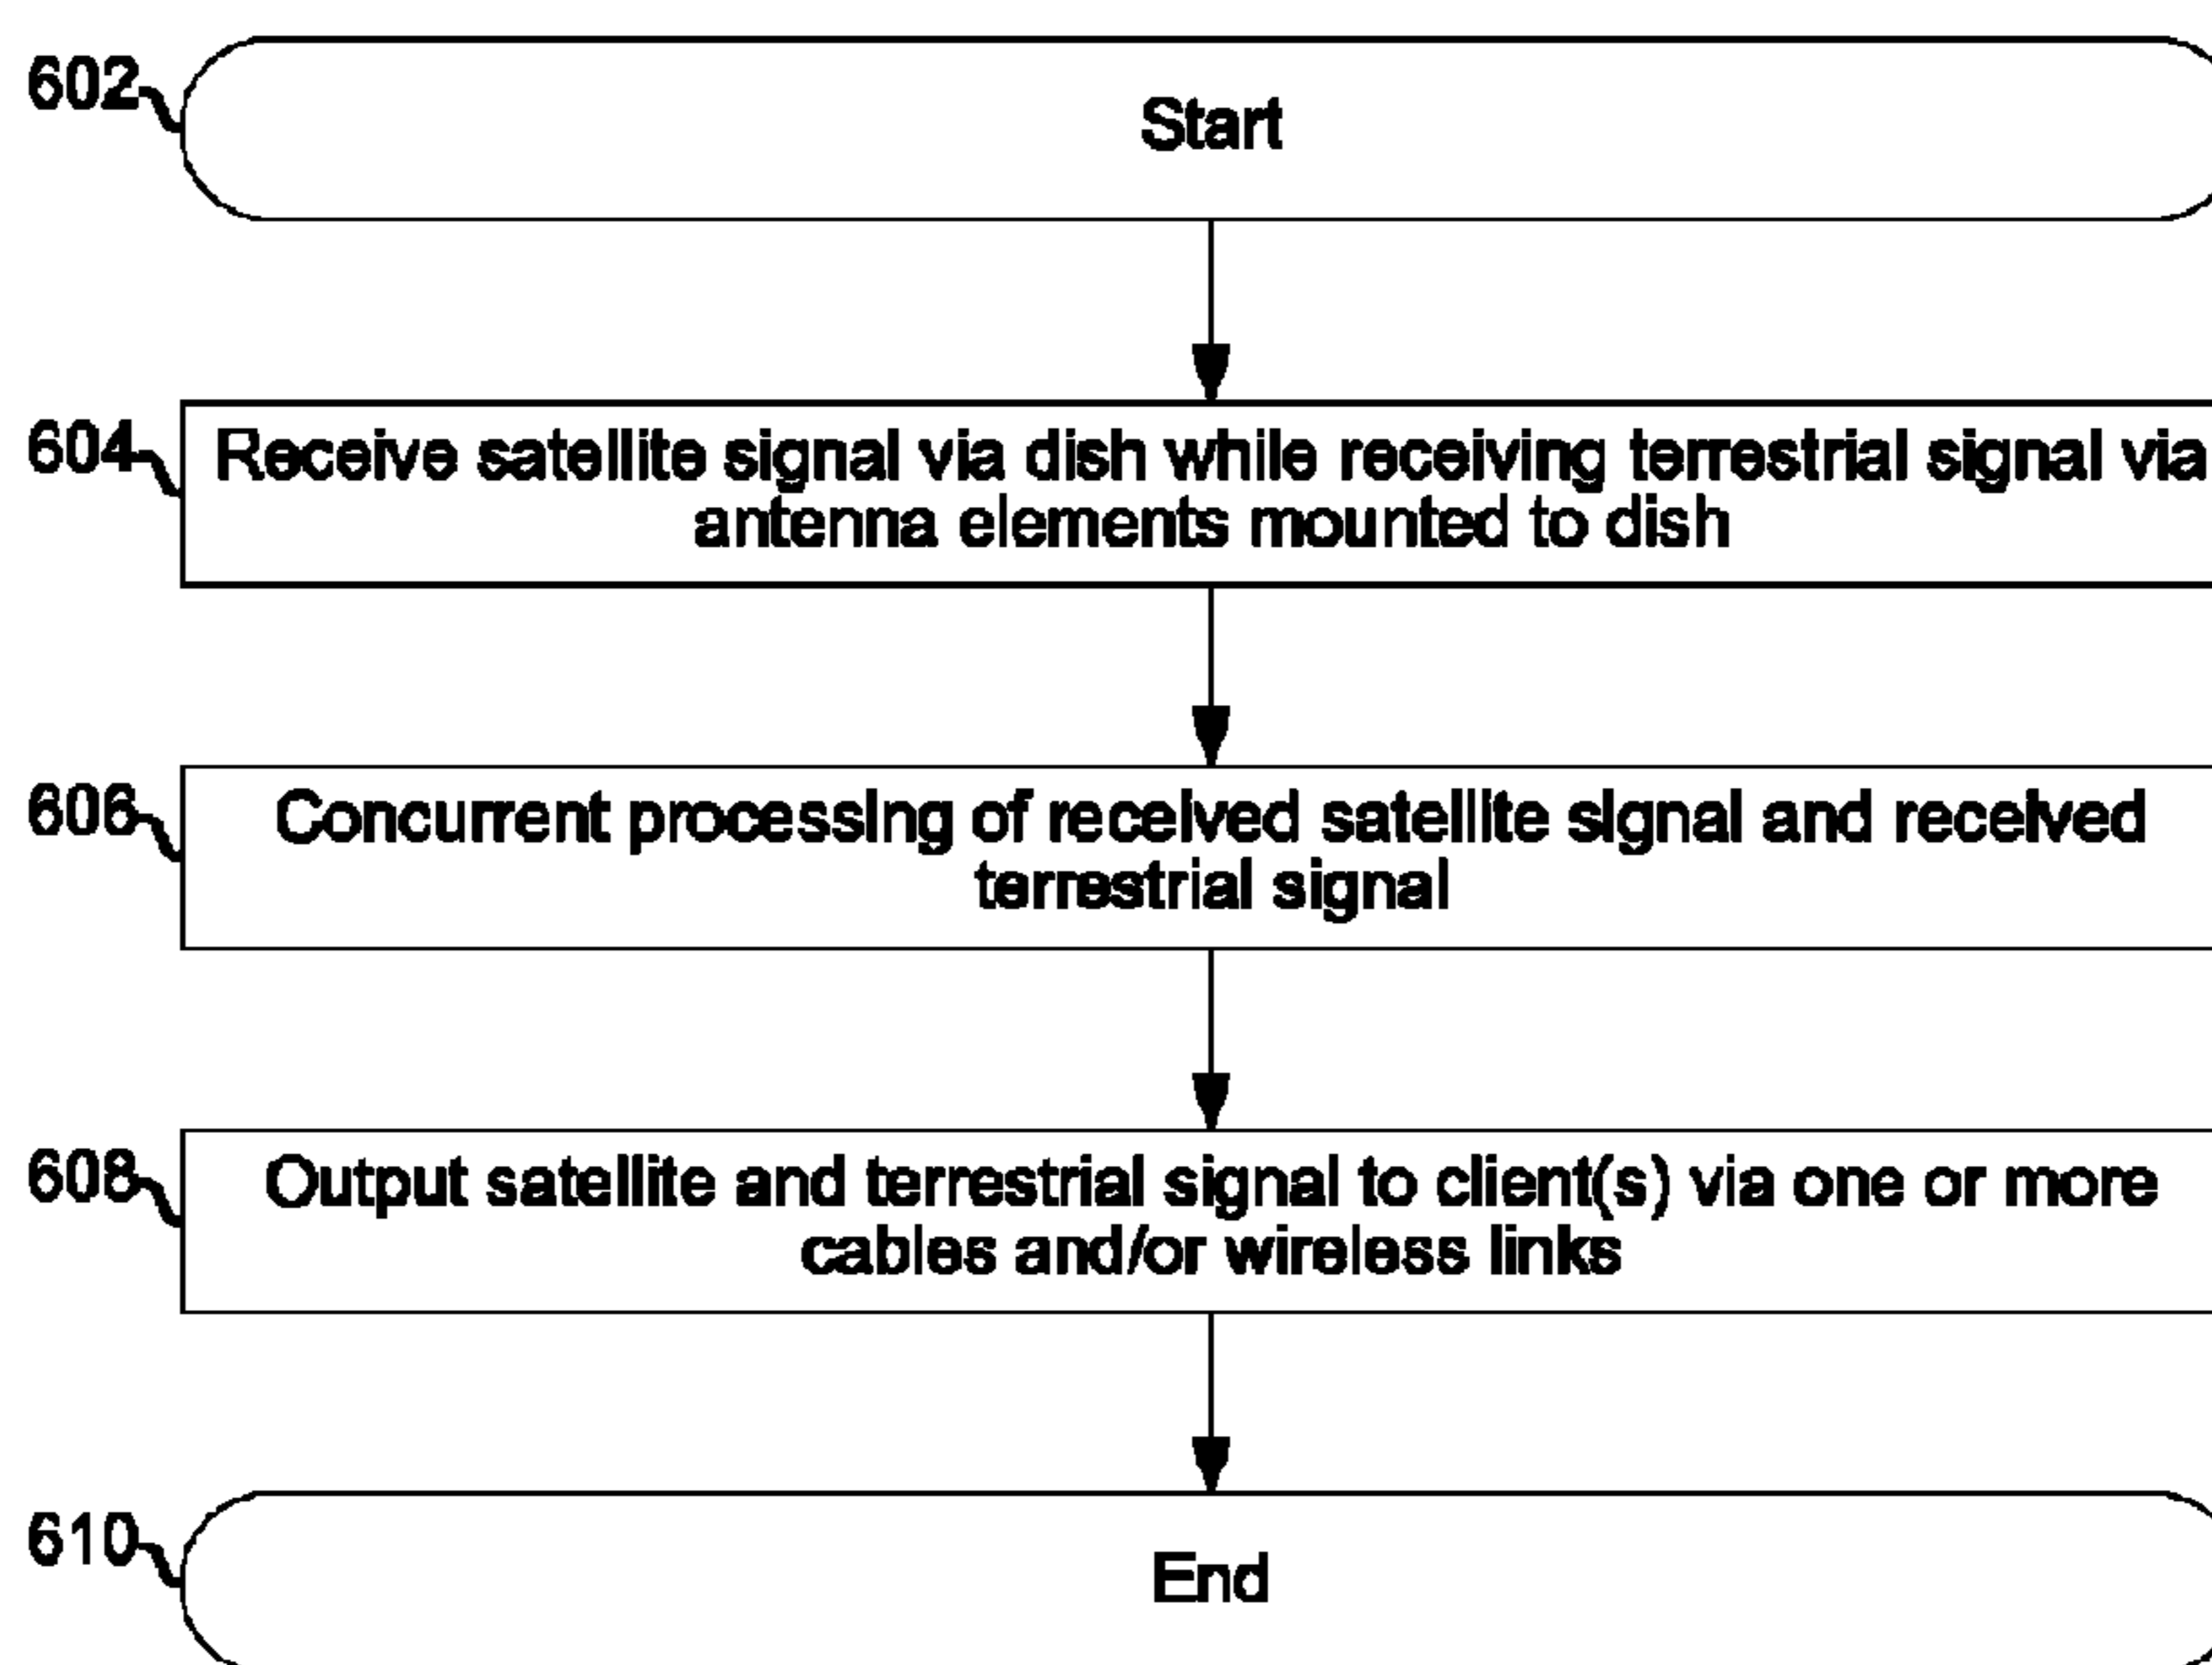 602
Start
604
Receive satellite signal via dish while receiving terrestrial signal via
antenna elements mounted to dish
606
Concurrent processing of received satellite signal and received
terrestrial signal
608
Output satellite and terrestrial signal to client(s) via one or more
cables and/or wireless links
610
End